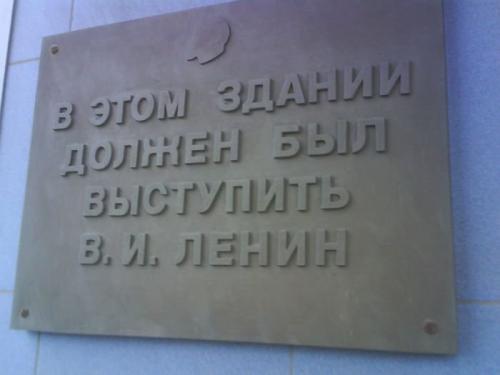 В ЭТОМ ЗДАНИИ
ДОЛЖЕН БЫЛ
ВЫСТУПИТЬ
В. И. ЛЕНИН